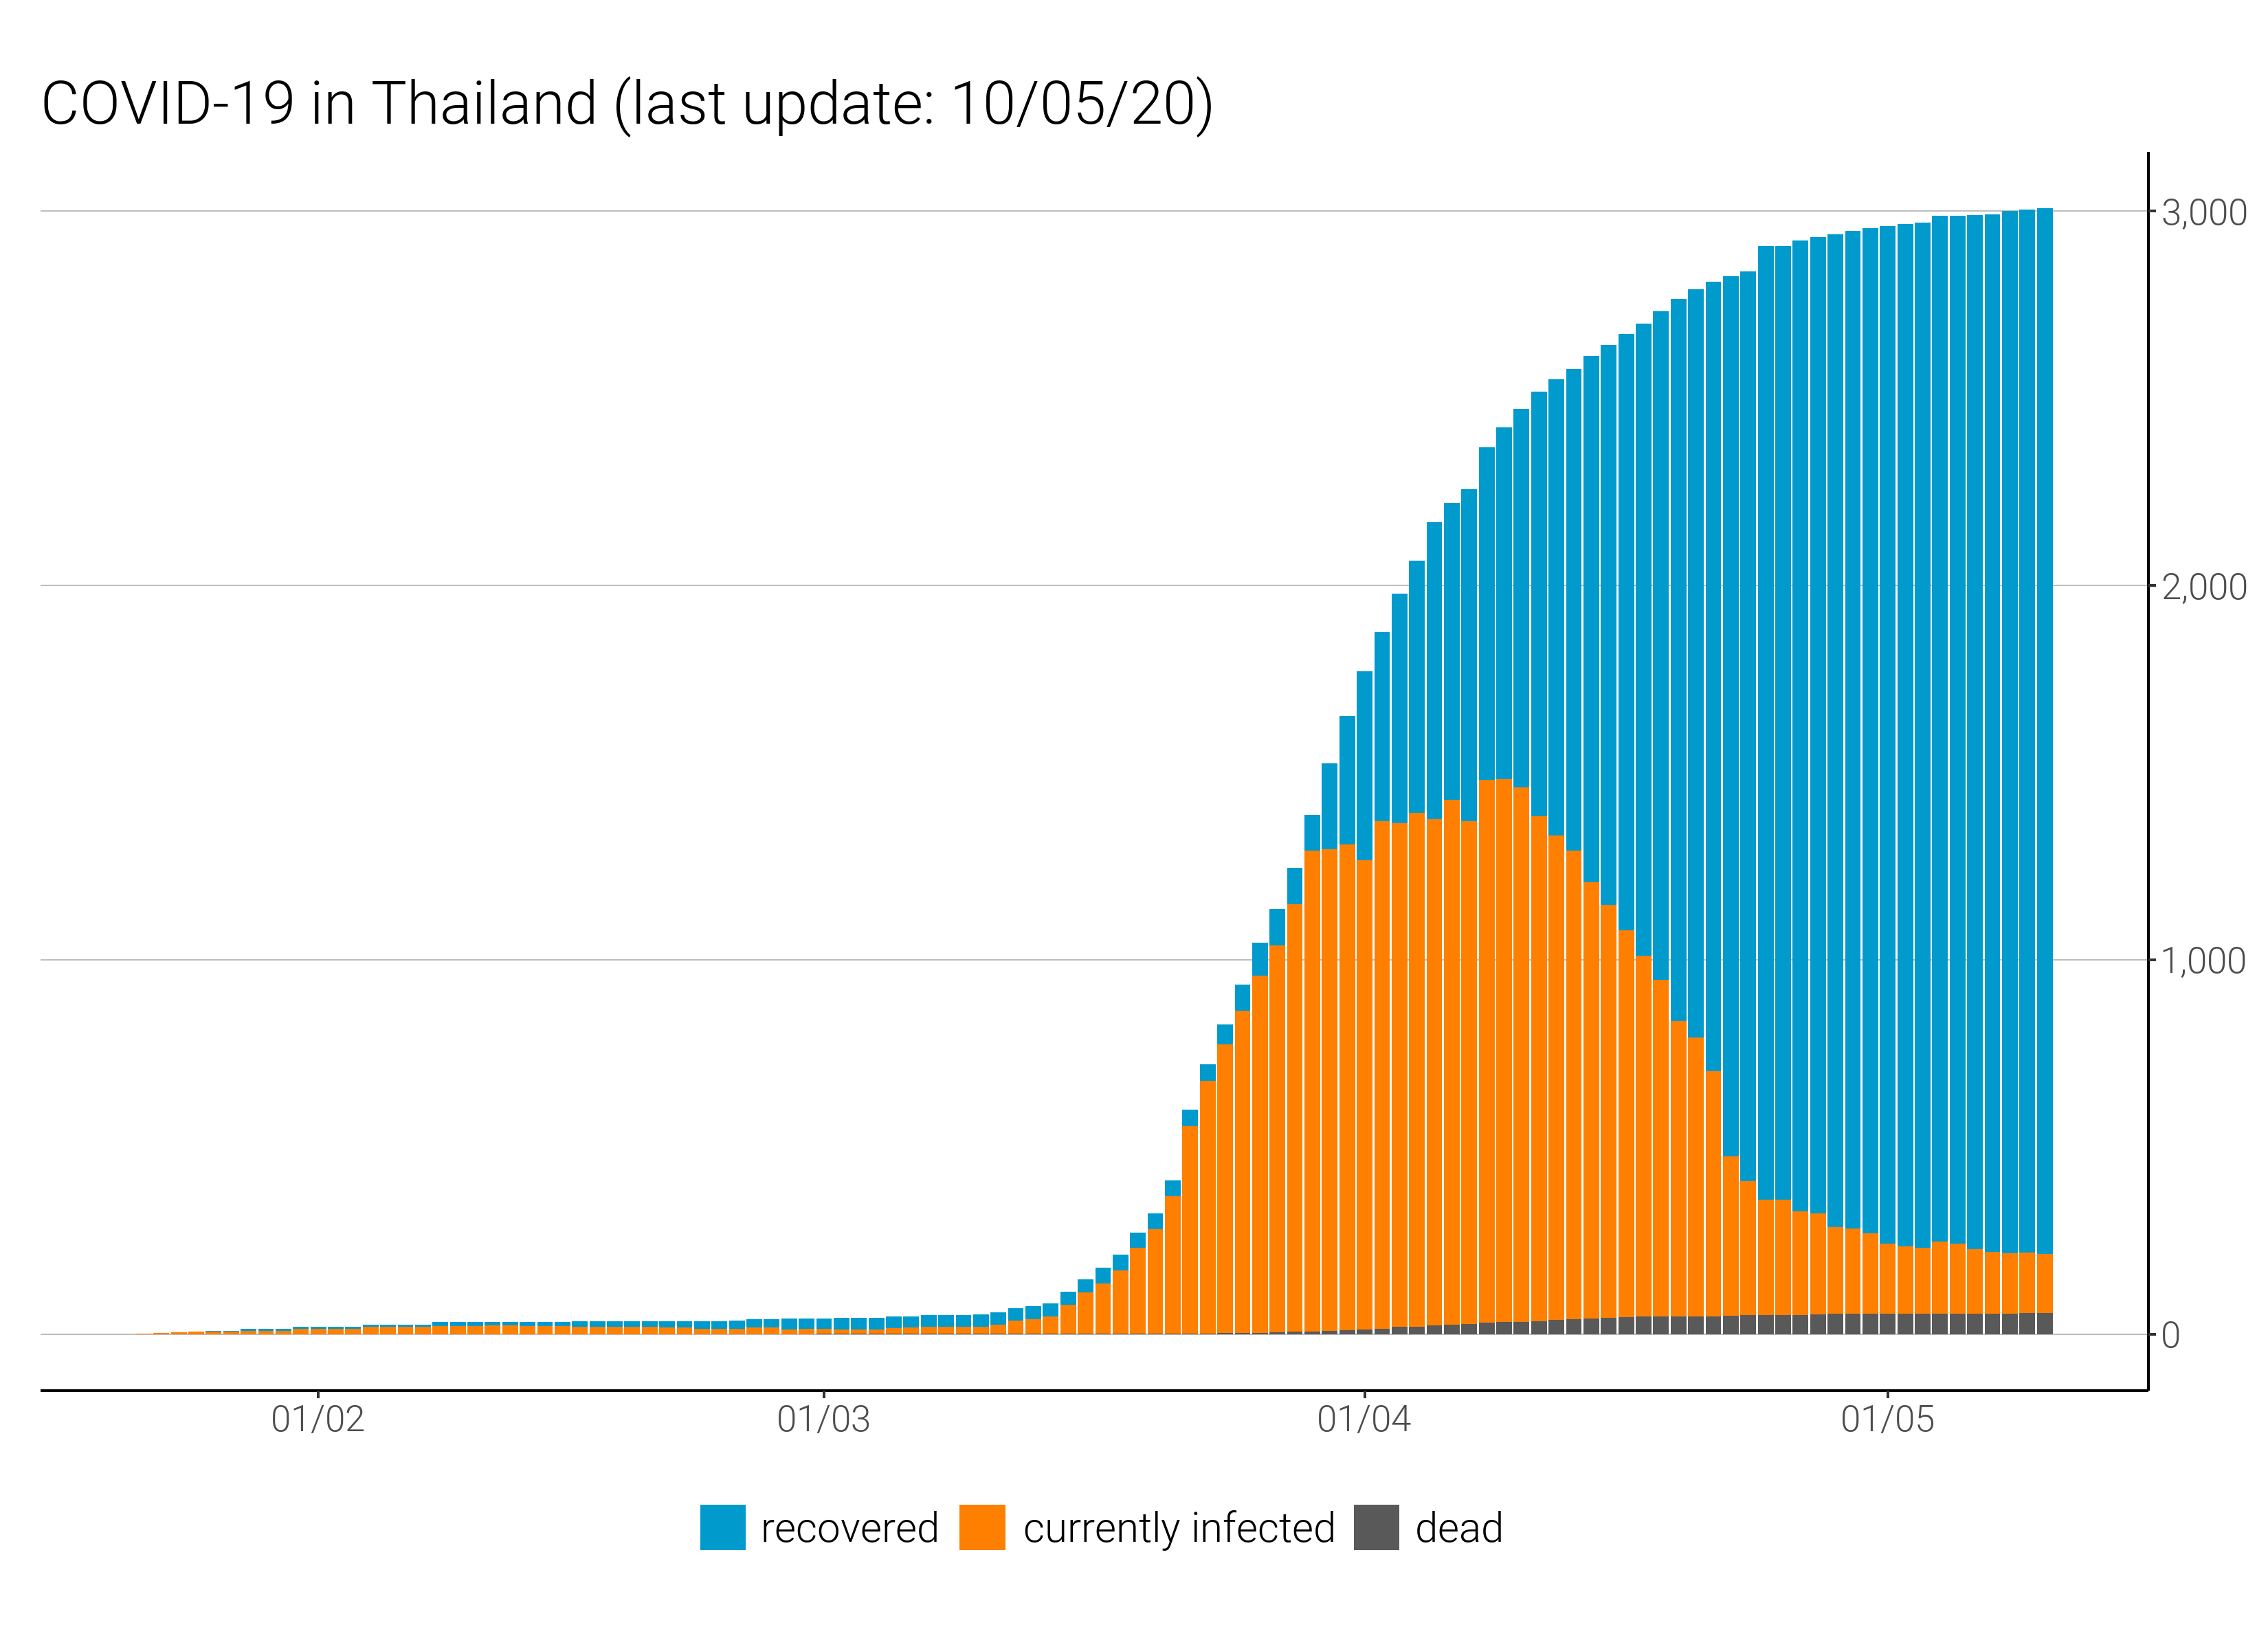 COVID-19 in Thailand (last update: 10/05/20)
3,000
2,000
1,000
0
01/02 01/03 01/04 01/05
recovered currently infected dead